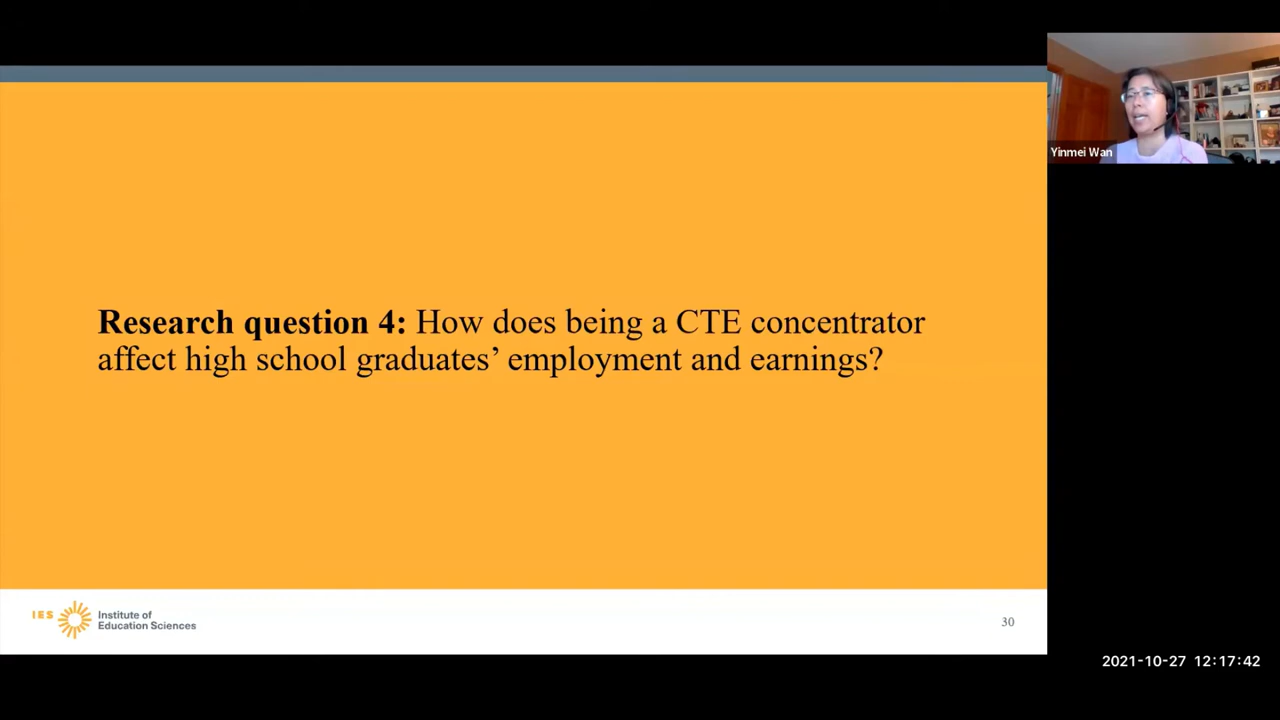 Yinmei Wan
Research question 4: How does being a CTE concentrator
affect high school graduates’ employment and earnings?
IES
Institute of
Education Sciences
30
2021-10-27 12:17:42